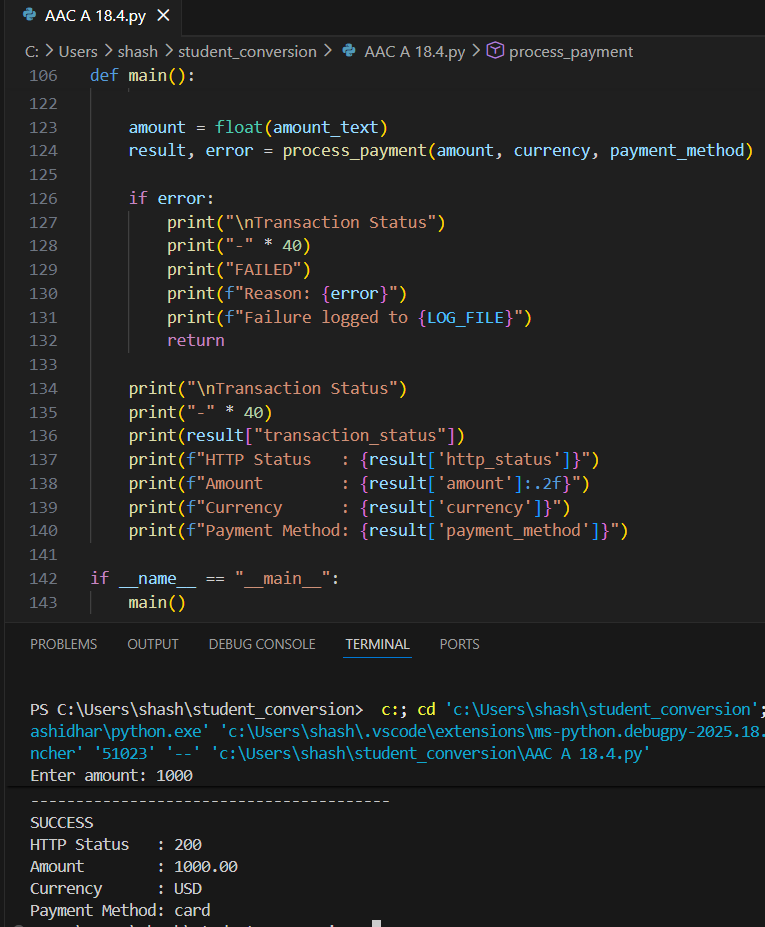 AAC A 18.4.py
C: > Users > shash > student_conversion > AAC A 18.4.py > process_payment
106 def main():
122
123 amount = float(amount_text)
124 result, error = process_payment(amount, currency, payment_method)
125
126 if error:
127 print("\nTransaction Status")
128 print("-" * 40)
129 print("FAILED")
130 print(f"Reason: {error}")
131 print(f"Failure logged to {LOG_FILE}")
132 return
133
134 print("\nTransaction Status")
135 print("-" * 40)
136 print(result["transaction_status"])
137 print(f"HTTP Status   : {result['http_status']}")
138 print(f"Amount        : {result['amount']:.2f}")
139 print(f"Currency      : {result['currency']}")
140 print(f"Payment Method: {result['payment_method']}")
141
142 if __name__ == "__main__":
143 main()
PROBLEMS OUTPUT DEBUG CONSOLE TERMINAL PORTS
PS C:\Users\shash\student_conversion>  c:; cd 'c:\Users\shash\student_conversion';
ashidhar\python.exe' 'c:\Users\shash\.vscode\extensions\ms-python.debugpy-2025.18.
ncher' '51023' '--' 'c:\Users\shash\student_conversion\AAC A 18.4.py'
Enter amount: 1000
----------------------------------------
SUCCESS
HTTP Status   : 200
Amount        : 1000.00
Currency      : USD
Payment Method: card